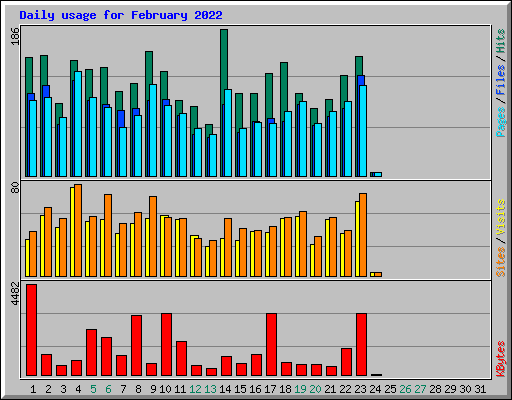 Daily usage for February 2022
186
Pages / Files / Hits
80
Sites / Visits
4482
KBytes
1 2 3 4 5 6 7 8 9 10 11 12 13 14 15 16 17 18 19 20 21 22 23 24 25 26 27 28 29 30 31